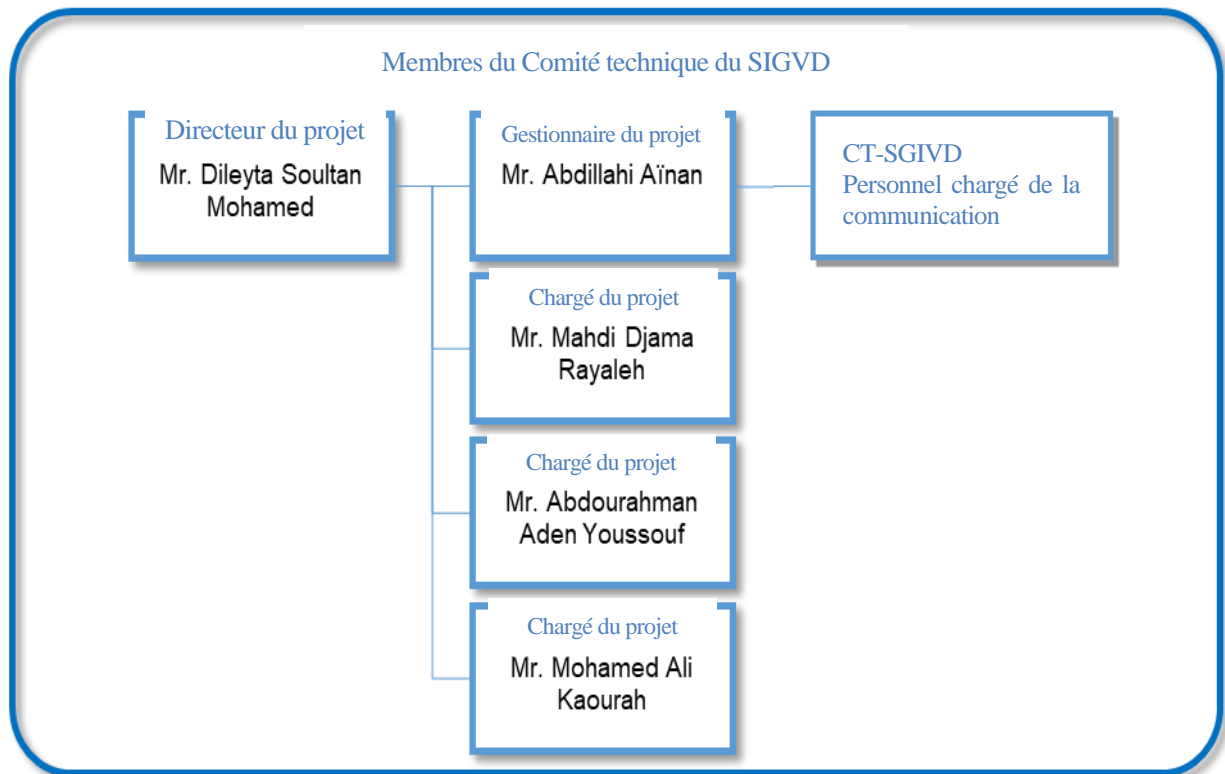 Membres du Comité technique du SIGVD
Directeur du projet
Mr. Dileyta Soultan
Mohamed
Gestionnaire du projet
Mr. Abdillahi Aïnan
CT-SGIVD
Personnel chargé de la
communication
Chargé du projet
Mr. Mahdi Djama
Rayaleh
Chargé du projet
Mr. Abdourahman
Aden Youssouf
Chargé du projet
Mr. Mohamed Ali
Kaourah